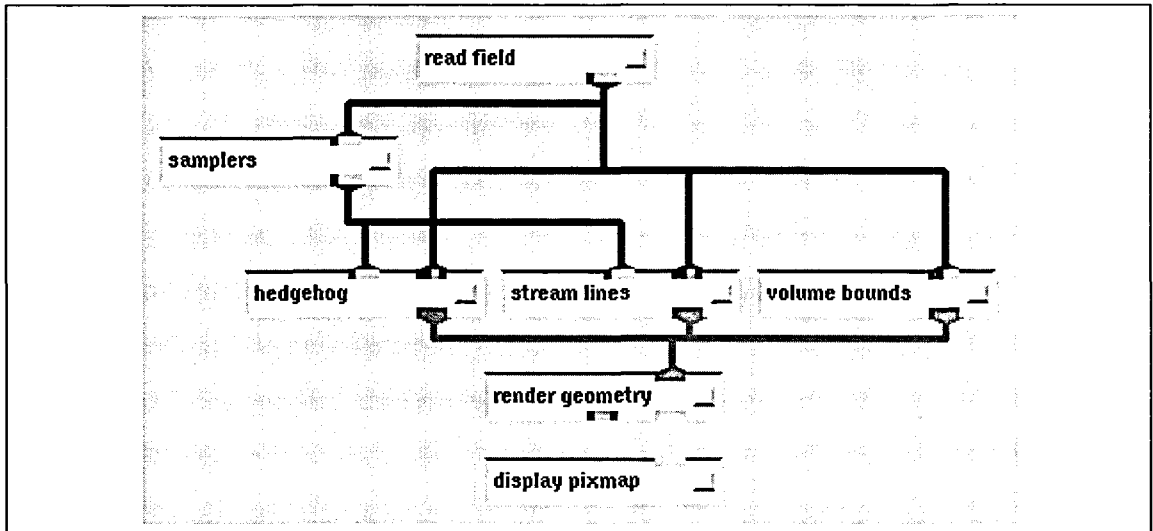 read field
samplers
hedgehog
stream lines
volume bounds
render geometry
display pixmap